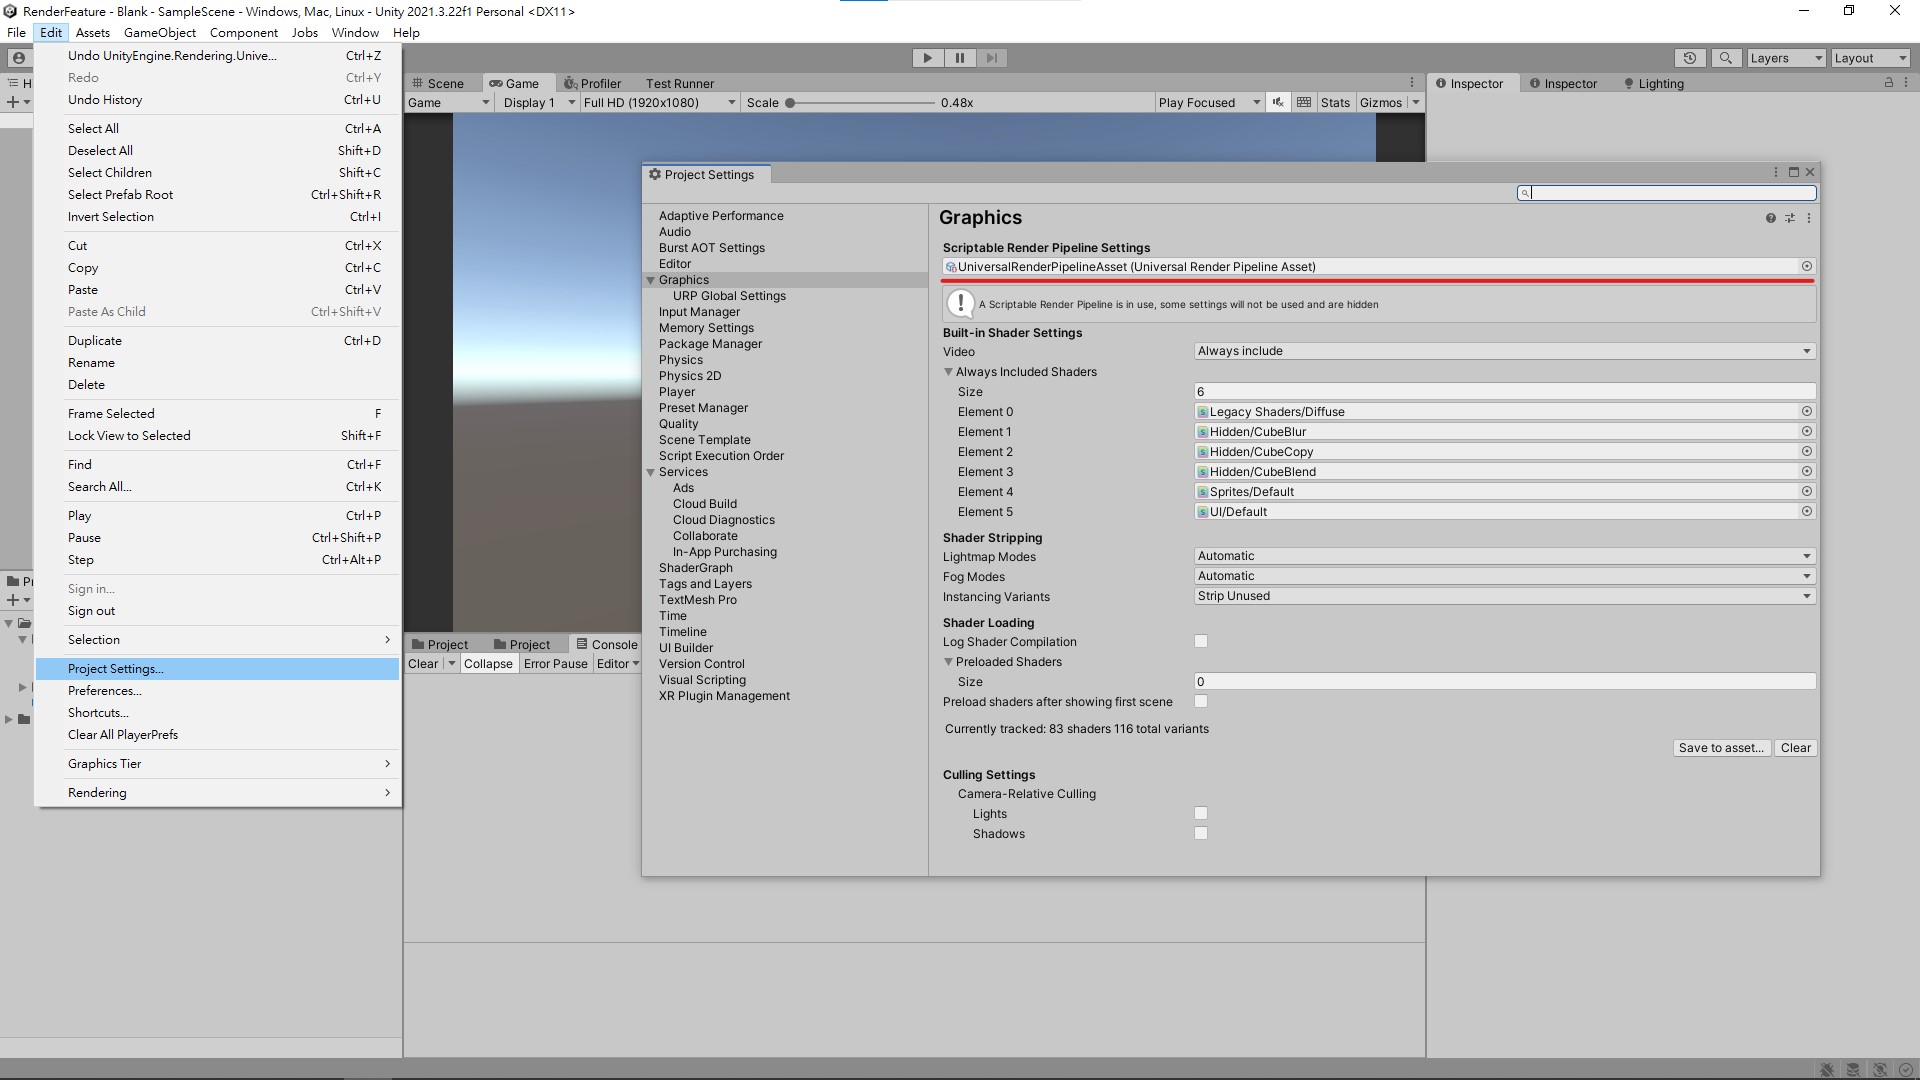 RenderFeature - Blank - SampleScene - Windows, Mac, Linux - Unity 2021.3.22f1 Personal <DX11>
File Edit Assets GameObject Component Jobs Window Help
Undo UnityEngine.Rendering.Unive... Ctrl+Z
Redo Ctrl+Y
Undo History Ctrl+U
Select All Ctrl+A
Deselect All Shift+D
Select Children Shift+C
Select Prefab Root Ctrl+Shift+R
Invert Selection Ctrl+I
Cut Ctrl+X
Copy Ctrl+C
Paste Ctrl+V
Paste As Child Ctrl+Shift+V
Duplicate Ctrl+D
Rename
Delete
Frame Selected F
Lock View to Selected Shift+F
Find Ctrl+F
Search All... Ctrl+K
Play Ctrl+P
Pause Ctrl+Shift+P
Step Ctrl+Alt+P
Sign in...
Sign out
Selection
Project Settings...
Preferences...
Shortcuts...
Clear All PlayerPrefs
Graphics Tier
Rendering
Layers Layout
Scene Game Profiler Test Runner
Game Display 1 Full HD (1920x1080) Scale 0.48x Play Focused Stats Gizmos
Inspector Inspector Lighting
Project Project Console
Clear Collapse Error Pause Editor
Project Settings
Adaptive Performance
Audio
Burst AOT Settings
Editor
Graphics
URP Global Settings
Input Manager
Memory Settings
Package Manager
Physics
Physics 2D
Player
Preset Manager
Quality
Scene Template
Script Execution Order
Services
Ads
Cloud Build
Cloud Diagnostics
Collaborate
In-App Purchasing
ShaderGraph
Tags and Layers
TextMesh Pro
Time
Timeline
UI Builder
Version Control
Visual Scripting
XR Plugin Management
Graphics
Scriptable Render Pipeline Settings
UniversalRenderPipelineAsset (Universal Render Pipeline Asset)
A Scriptable Render Pipeline is in use, some settings will not be used and are hidden
Built-in Shader Settings
Video Always include
Always Included Shaders
Size 6
Element 0 Legacy Shaders/Diffuse
Element 1 Hidden/CubeBlur
Element 2 Hidden/CubeCopy
Element 3 Hidden/CubeBlend
Element 4 Sprites/Default
Element 5 UI/Default
Shader Stripping
Lightmap Modes Automatic
Fog Modes Automatic
Instancing Variants Strip Unused
Shader Loading
Log Shader Compilation
Preloaded Shaders
Size 0
Preload shaders after showing first scene
Currently tracked: 83 shaders 116 total variants
Save to asset... Clear
Culling Settings
Camera-Relative Culling
Lights
Shadows